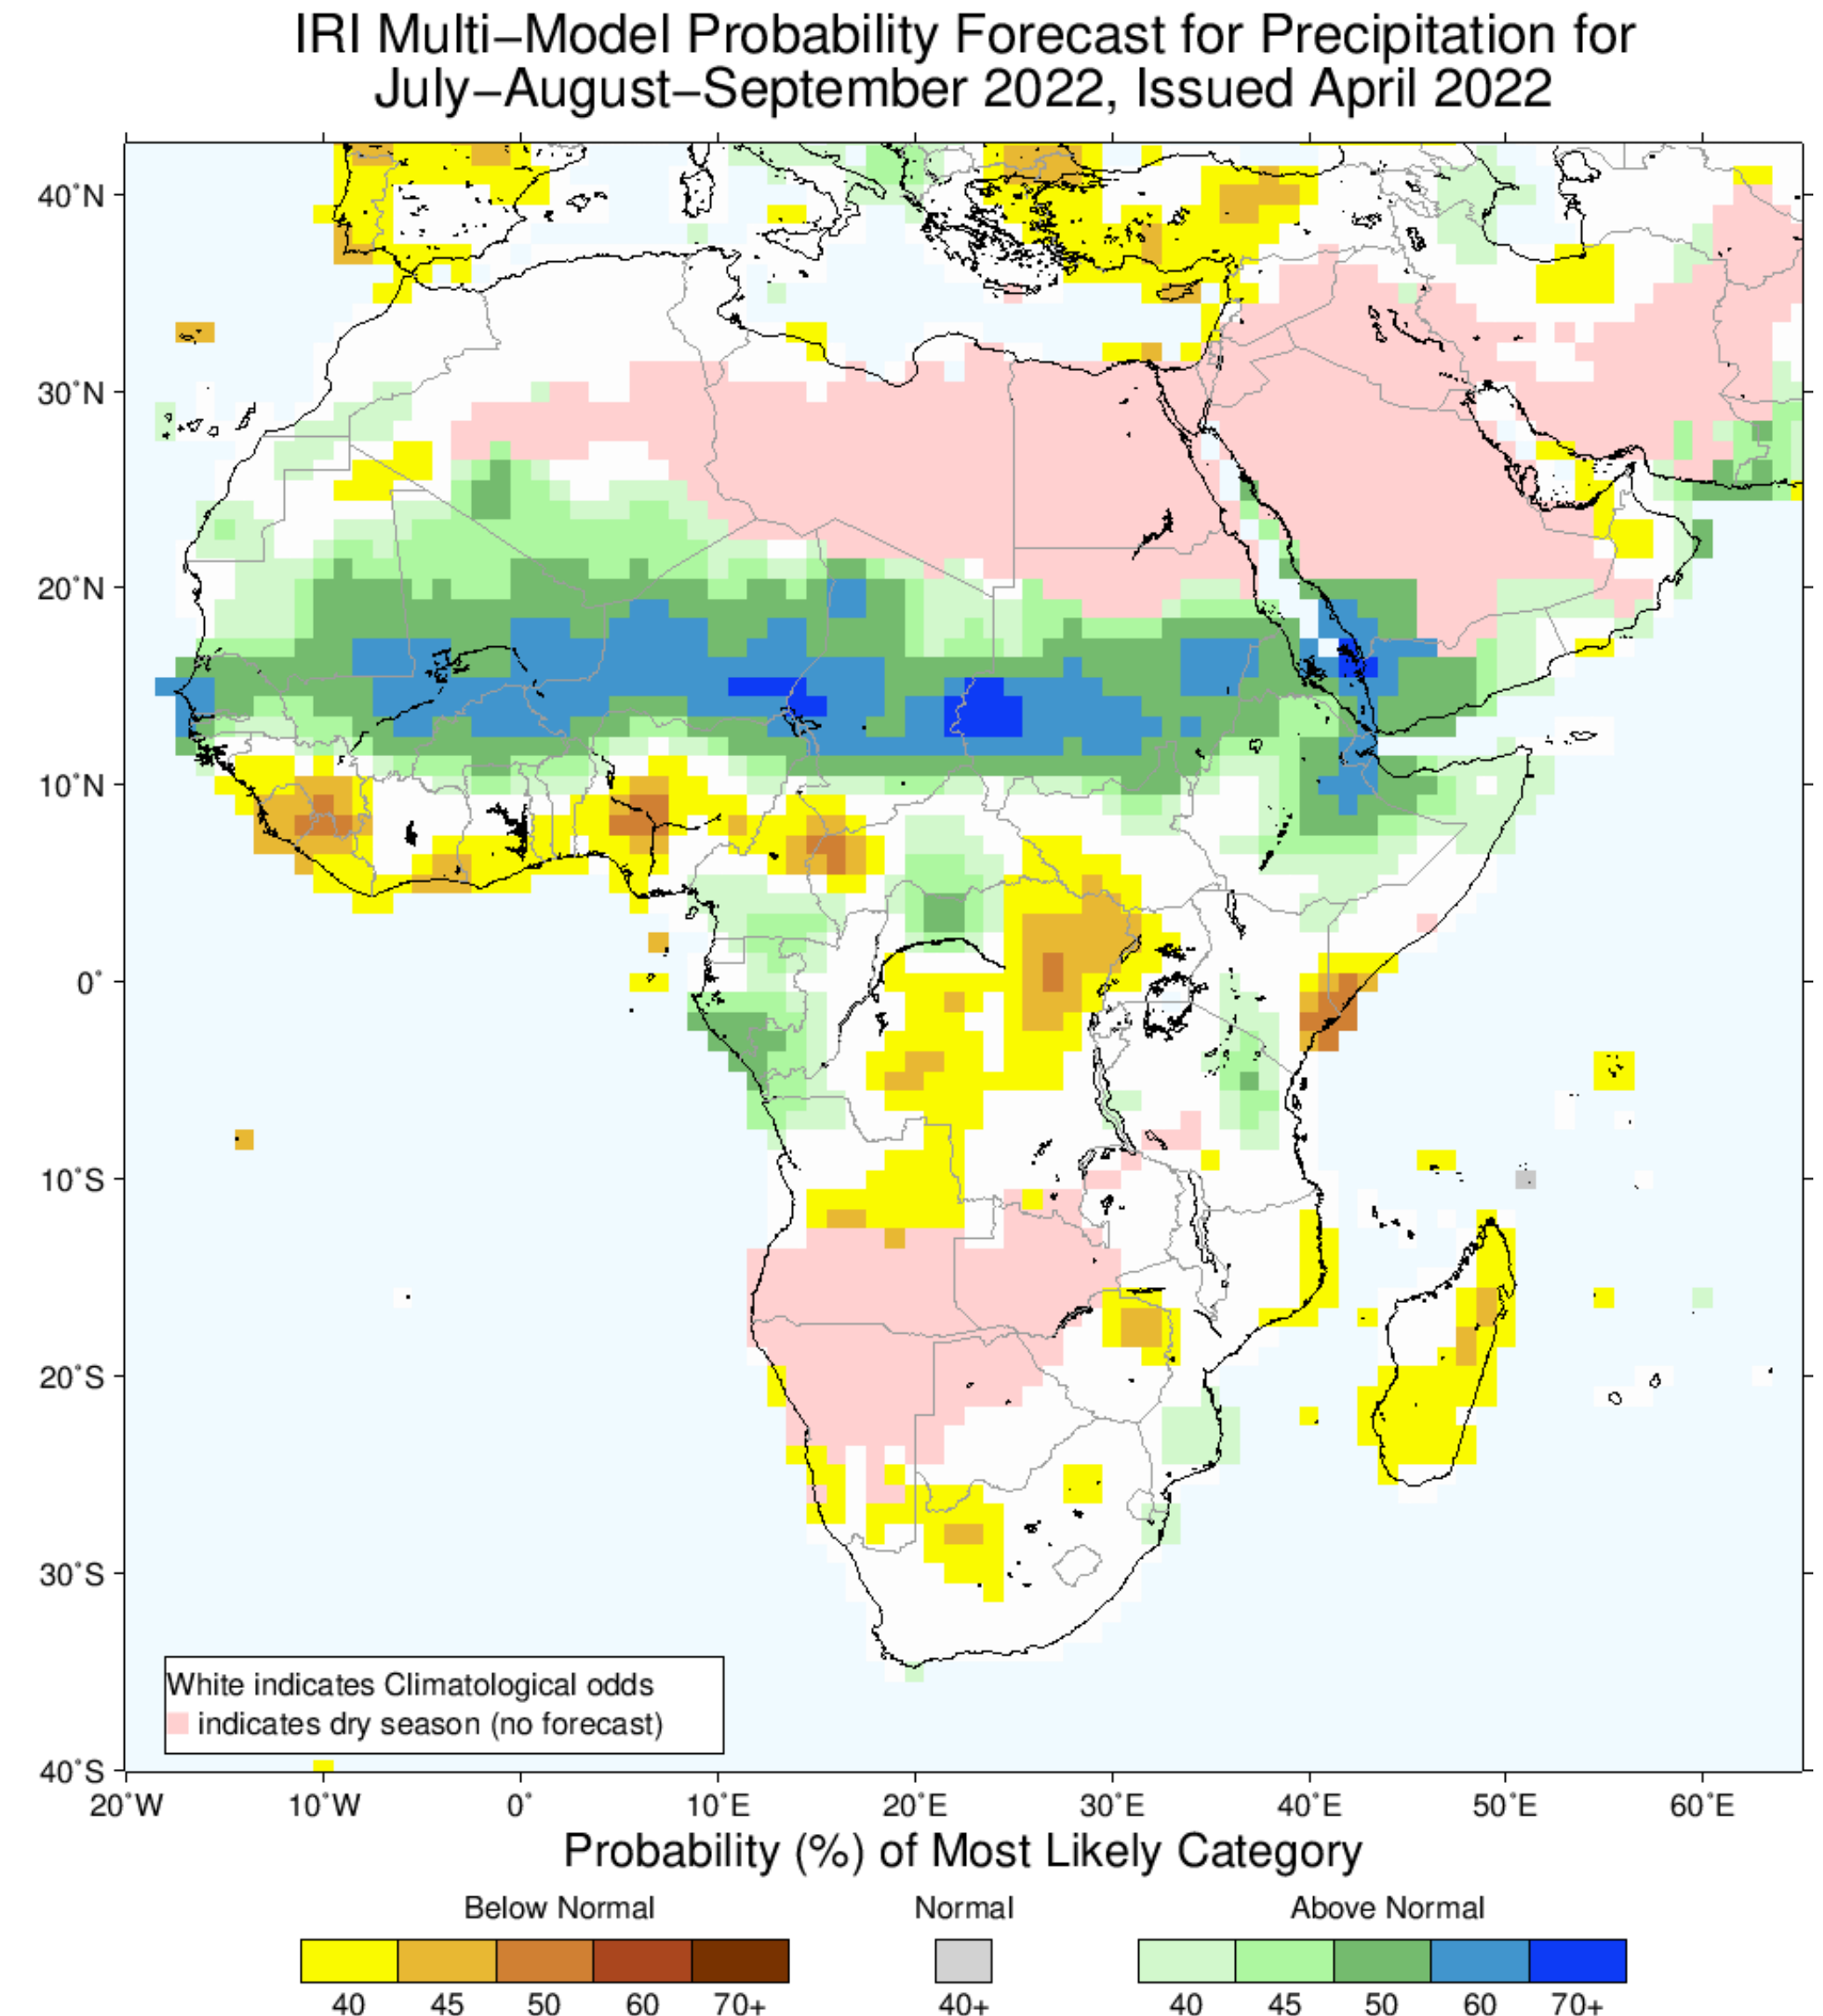 IRI Multi−Model Probability Forecast for Precipitation for
July−August−September 2022, Issued April 2022
40˚N
30˚N
20˚N
10˚N
0˚
10˚S
20˚S
30˚S
40˚S
White indicates Climatological odds
indicates dry season (no forecast)
20˚W 10˚W 0˚ 10˚E 20˚E 30˚E 40˚E 50˚E 60˚E
Probability (%) of Most Likely Category
Below Normal Normal Above Normal
40 45 50 60 70+ 40+ 40 45 50 60 70+